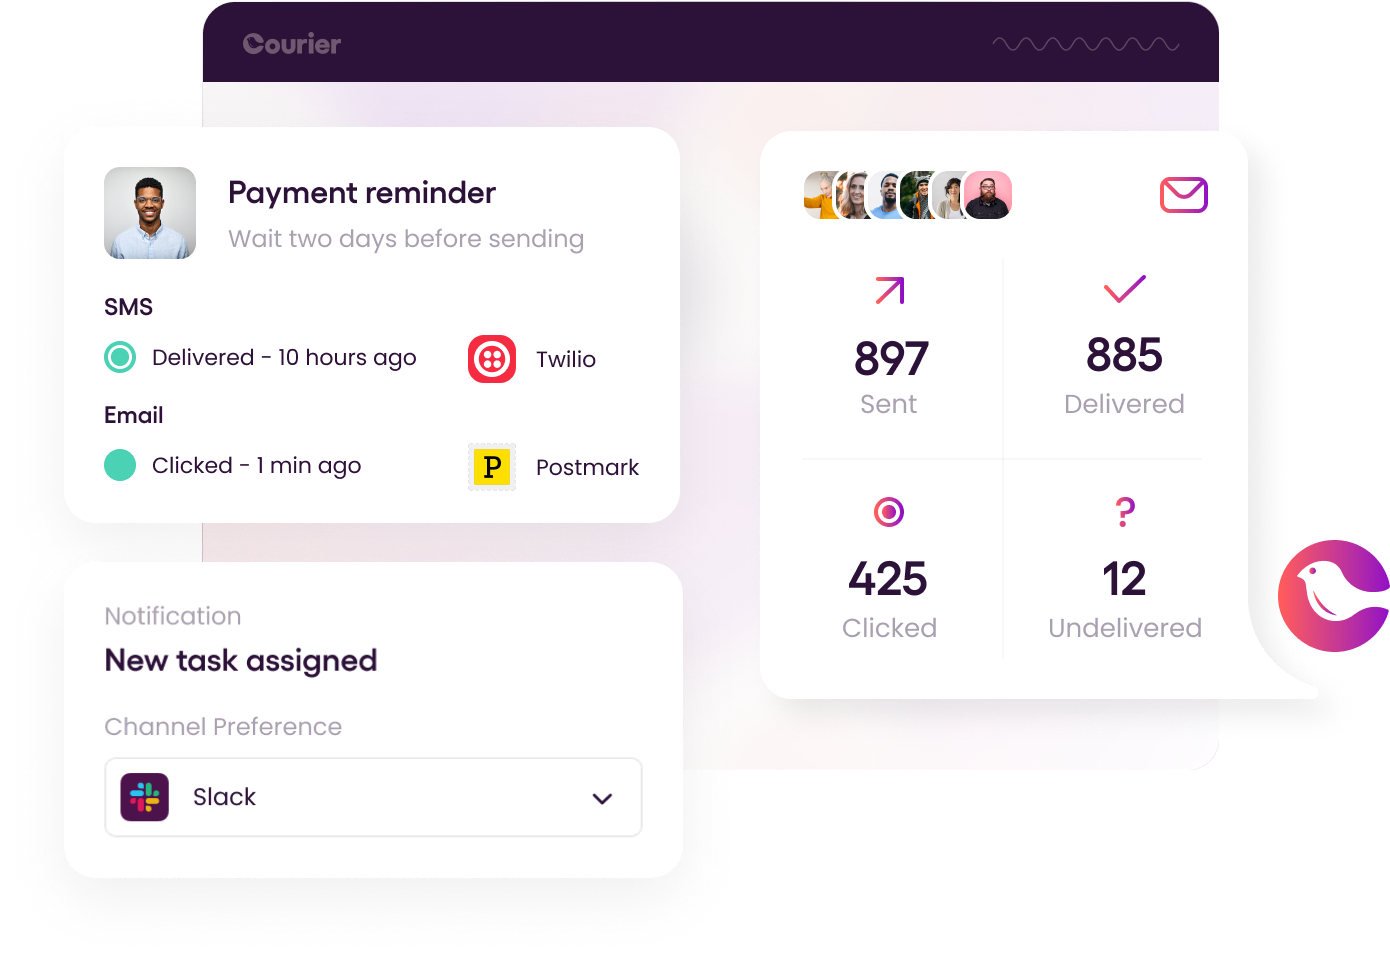 Courier
Payment reminder
Wait two days before sending
SMS
Delivered - 10 hours ago
Twilio
Email
Clicked - 1 min ago
P
Postmark
Notification
New task assigned
Channel Preference
Slack
897
Sent
885
Delivered
425
Clicked
?
12
Undelivered